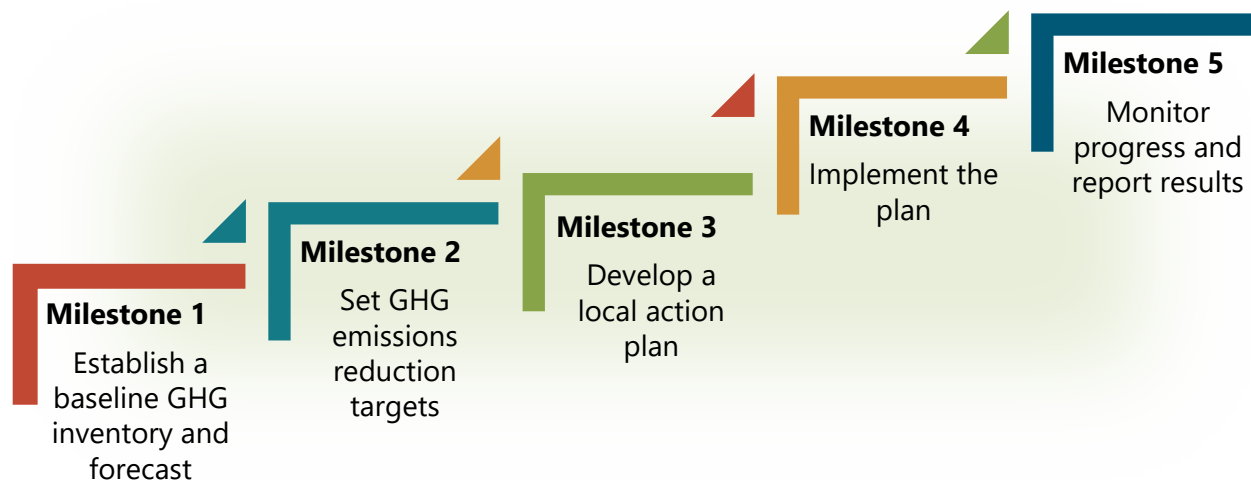 Milestone 1
Establish a
baseline GHG
inventory and
forecast
Milestone 2
Set GHG
emissions
reduction
targets
Milestone 3
Develop a
local action
plan
Milestone 4
Implement the
plan
Milestone 5
Monitor
progress and
report results